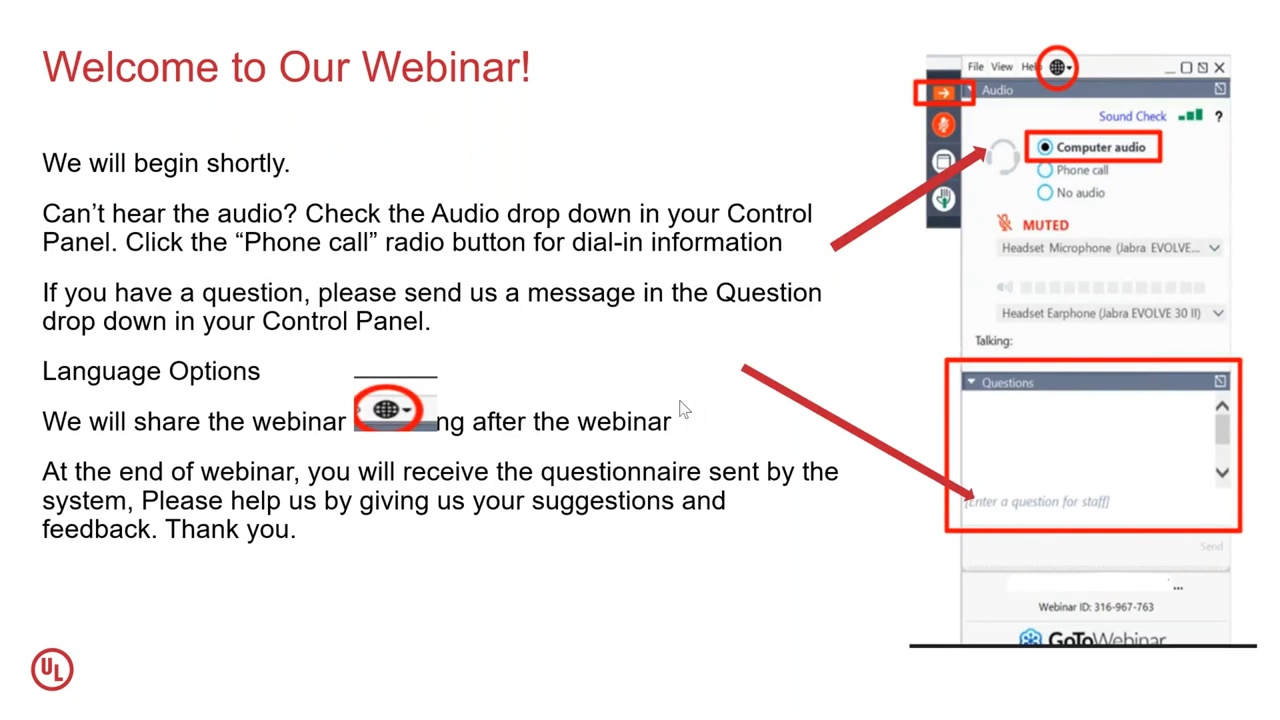 Welcome to Our Webinar!
We will begin shortly.
Can't hear the audio? Check the Audio drop down in your Control
Panel. Click the “Phone call” radio button for dial-in information
If you have a question, please send us a message in the Question
drop down in your Control Panel.
Language Options
We will share the webinar ng after the webinar
At the end of webinar, you will receive the questionnaire sent by the
system, Please help us by giving us your suggestions and
feedback. Thank you.
UL
File View Help
Audio
Sound Check ?
Computer audio
Phone call
No audio
MUTED
Headset Microphone (Jabra EVOLVE...
Headset Earphone (Jabra EVOLVE 30 II)
Talking:
Questions
[Enter a question for staff]
Send
...
Webinar ID: 316-967-763
GoToWebinar